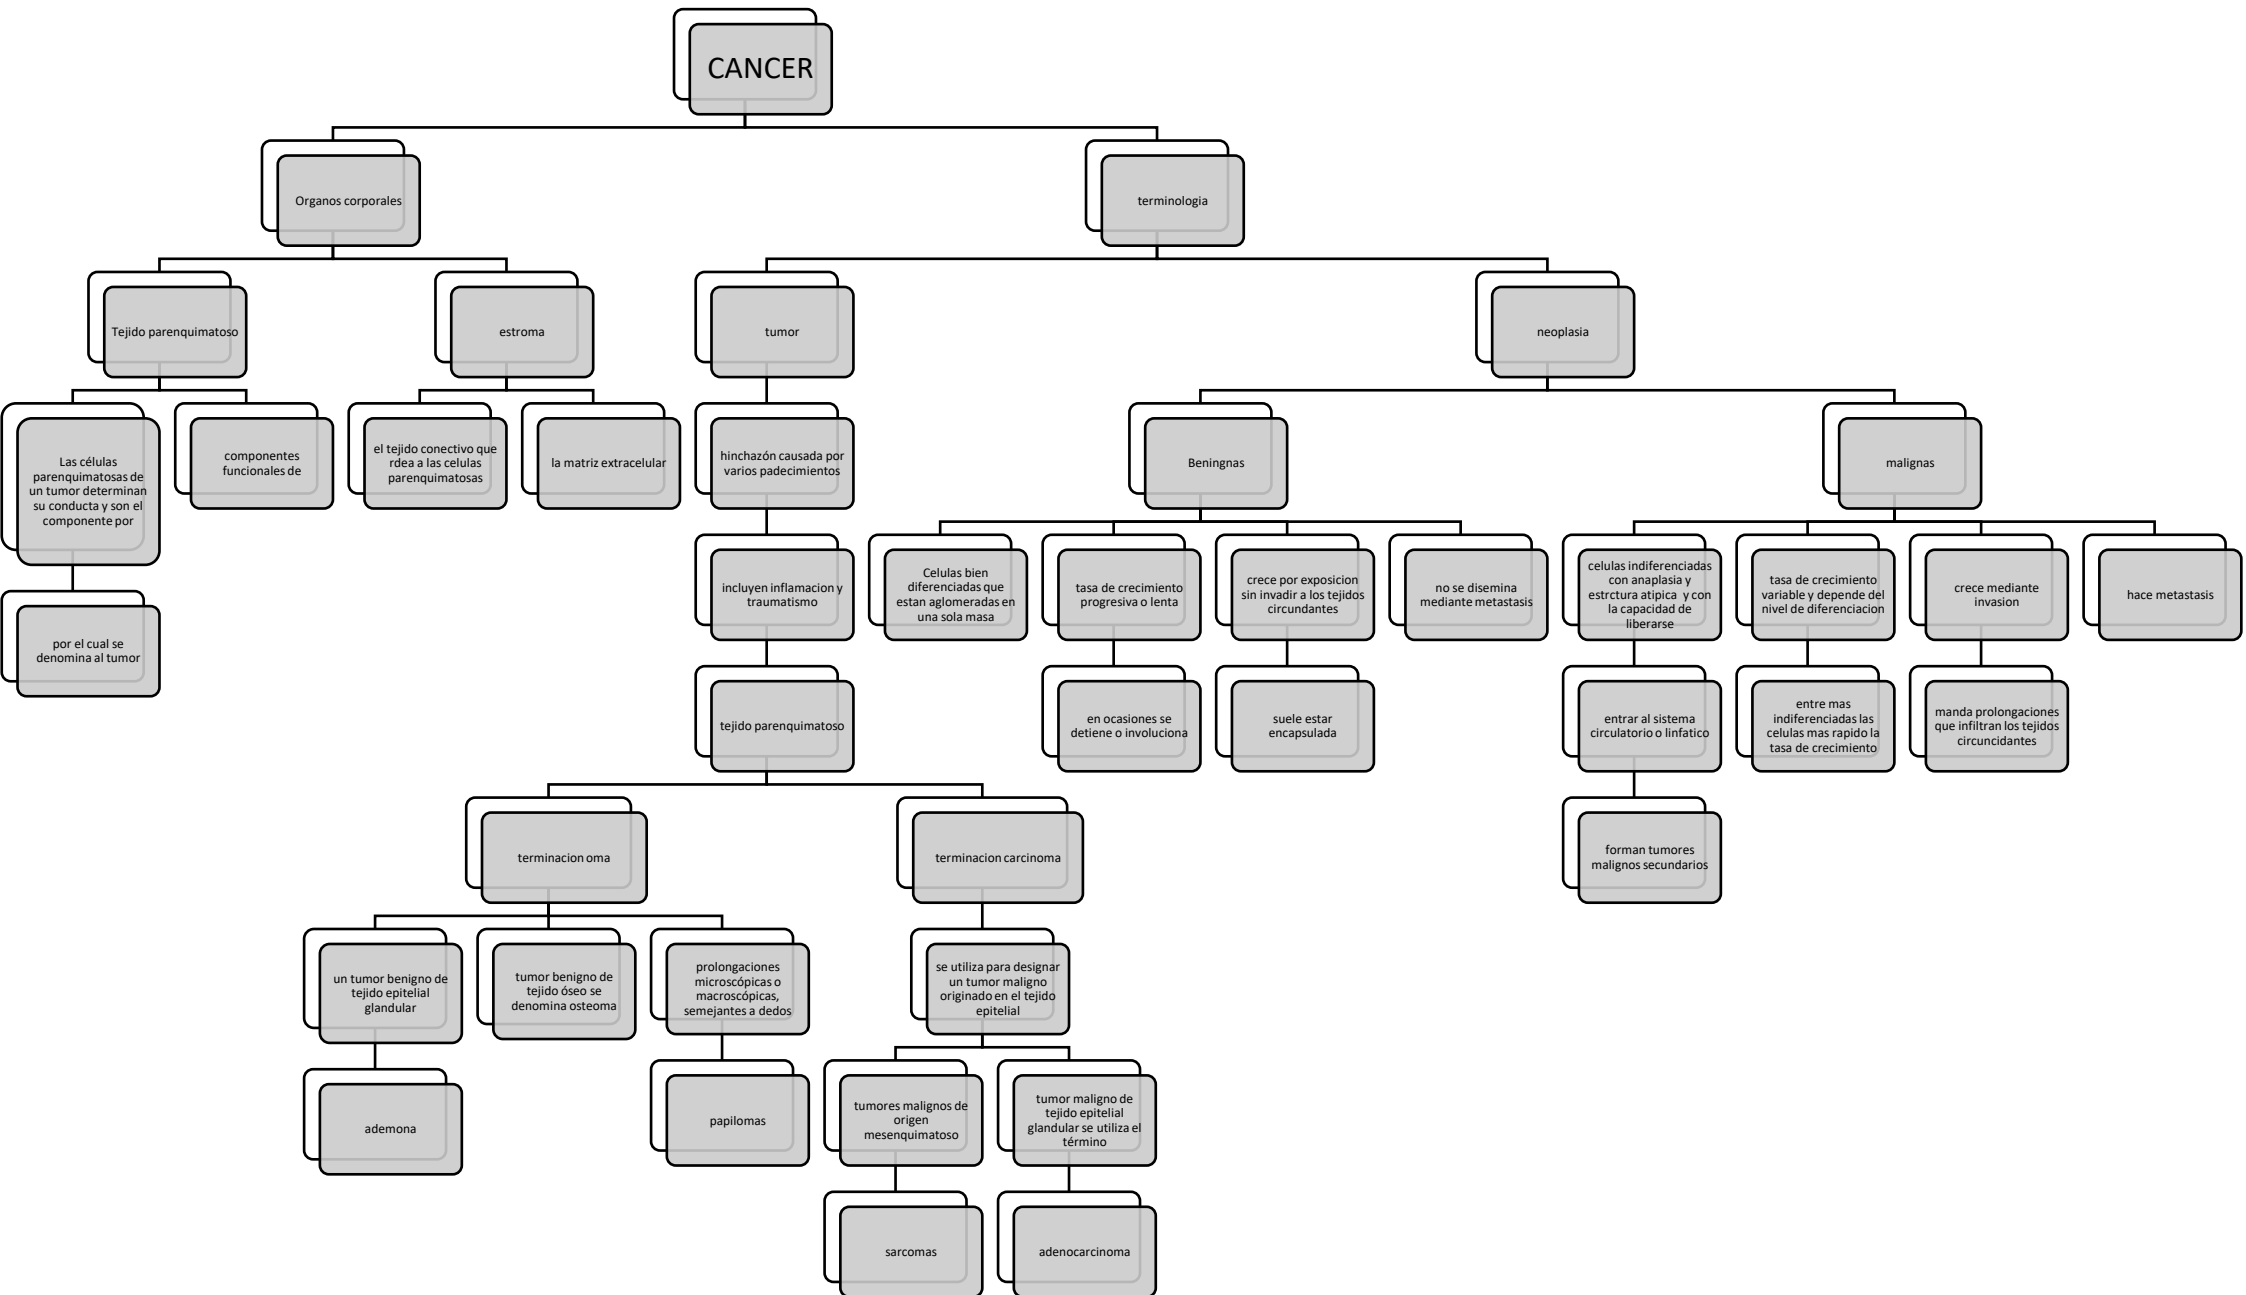 CANCER
Organos corporales
terminologia
Tejido parenquimatoso
estroma
tumor
neoplasia
Las células
parenquimatosas de
un tumor determinan
su conducta y son el
componente por
componentes
funcionales de
el tejido conectivo que
rdea a las celulas
parenquimatosas
la matriz extracelular
hinchazón causada por
varios padecimientos
Beningnas
malignas
por el cual se
denomina al tumor
incluyen inflamacion y
traumatismo
Celulas bien
diferenciadas que
estan aglomeradas en
una sola masa
tasa de crecimiento
progresiva o lenta
crece por exposicion
sin invadir a los tejidos
circundantes
no se disemina
mediante metastasis
celulas indiferenciadas
con anaplasia y
estrctura atipica y con
la capacidad de
liberarse
tasa de crecimiento
variable y depende del
nivel de diferenciacion
crece mediante
invasion
hace metastasis
tejido parenquimatoso
en ocasiones se
detiene o involuciona
suele estar
encapsulada
entrar al sistema
circulatorio o linfatico
entre mas
indiferenciadas las
celulas mas rapido la
tasa de crecimiento
manda prolongaciones
que infiltran los tejidos
circuncidantes
terminacion oma
terminacion carcinoma
forman tumores
malignos secundarios
un tumor benigno de
tejido epitelial
glandular
tumor benigno de
tejido óseo se
denomina osteoma
prolongaciones
microscópicas o
macroscópicas,
semejantes a dedos
se utiliza para designar
un tumor maligno
originado en el tejido
epitelial
ademona
papilomas
tumores malignos de
origen
mesenquimatoso
tumor maligno de
tejido epitelial
glandular se utiliza el
término
sarcomas
adenocarcinoma